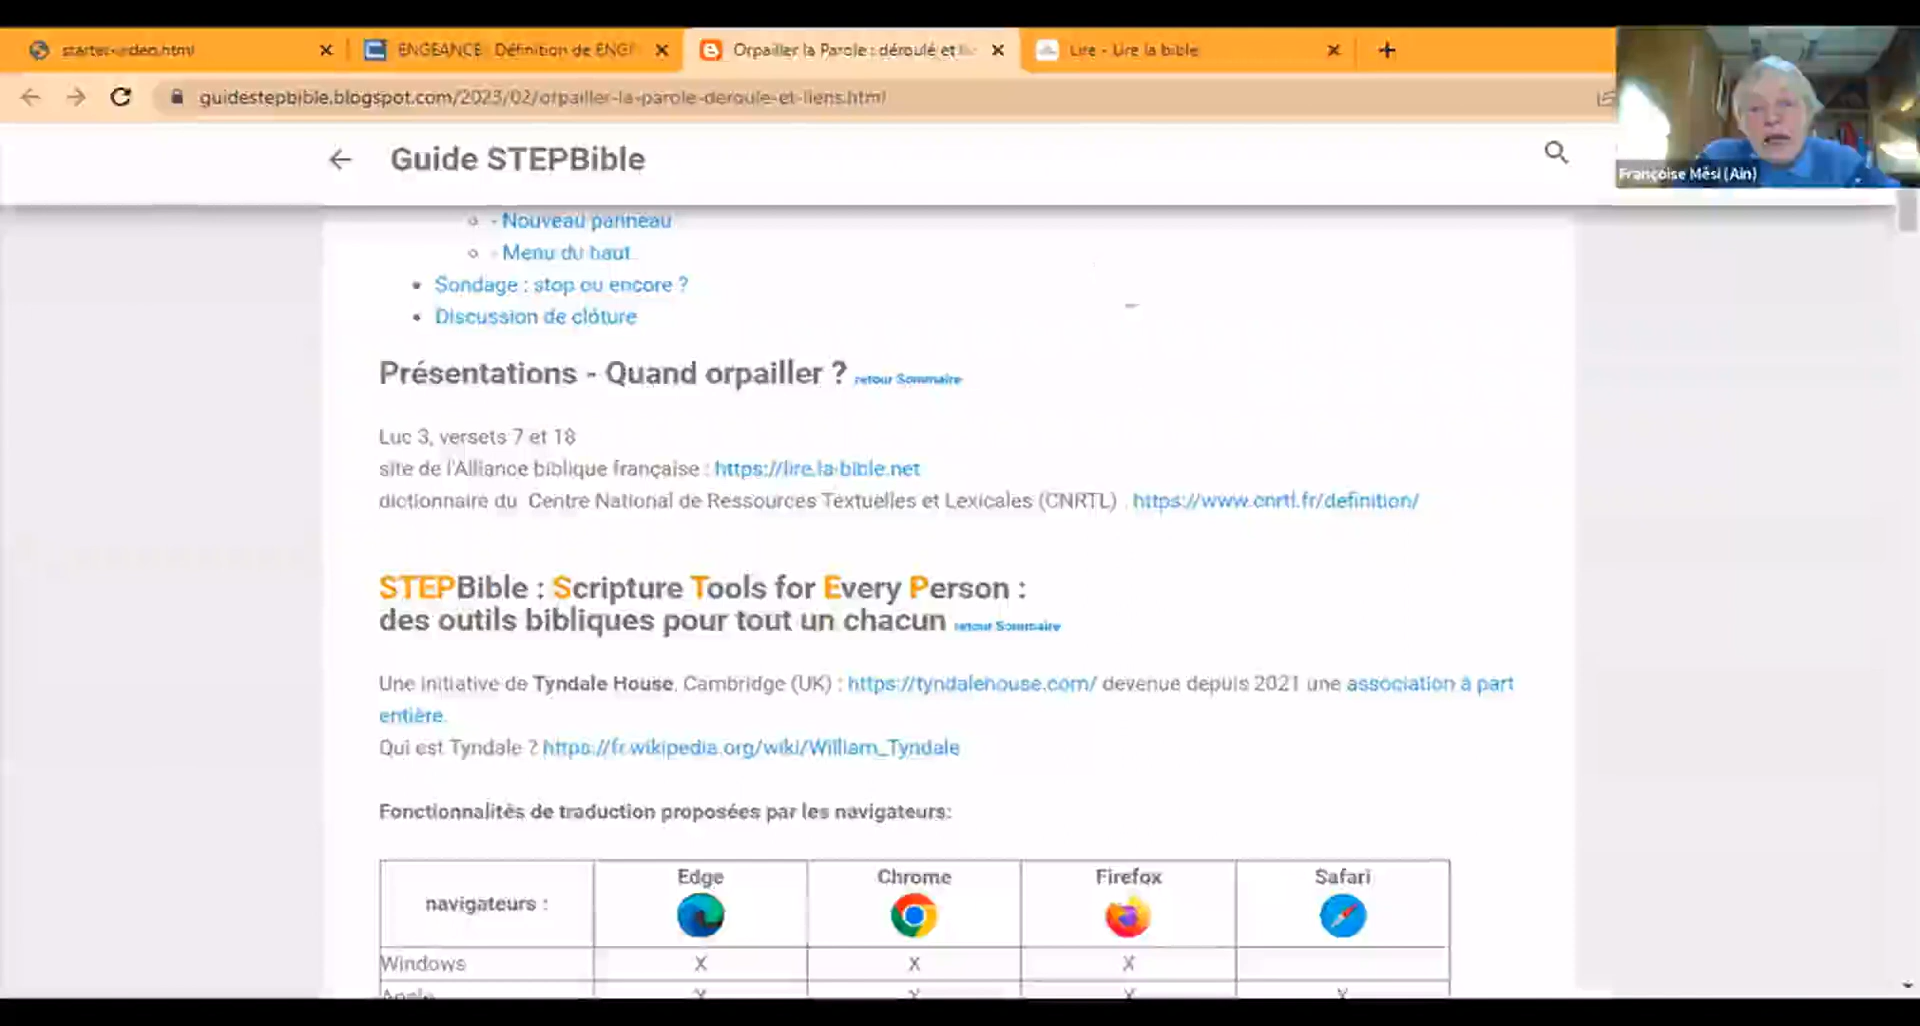 starter-index.html
ENGEANCE : Définition de ENG
Orpailler la Parole : déroulé et
Lire - Lire la bible
guidestepbible.blogspot.com/2023/02/orpailler-la-parole-deroule-et-liens.html
Guide STEPBible
Françoise Mési (Ain)
- Nouveau panneau
- Menu du haut
Sondage : stop ou encore ?
Discussion de clôture
Présentations - Quand orpailler ? retour Sommaire
Luc 3, versets 7 et 18
site de l'Alliance biblique française : https://lire.la-bible.net
dictionnaire du Centre National de Ressources Textuelles et Lexicales (CNRTL) : https://www.cnrtl.fr/definition/
STEPBible : Scripture Tools for Every Person :
des outils bibliques pour tout un chacun retour Sommaire
Une initiative de Tyndale House, Cambridge (UK) : https://tyndalehouse.com/ devenue depuis 2021 une association à part
entière.
Qui est Tyndale ? https://fr.wikipedia.org/wiki/William_Tyndale
Fonctionnalités de traduction proposées par les navigateurs:
navigateurs : Edge Chrome Firefox Safari
Windows X X X
Apple X X X X